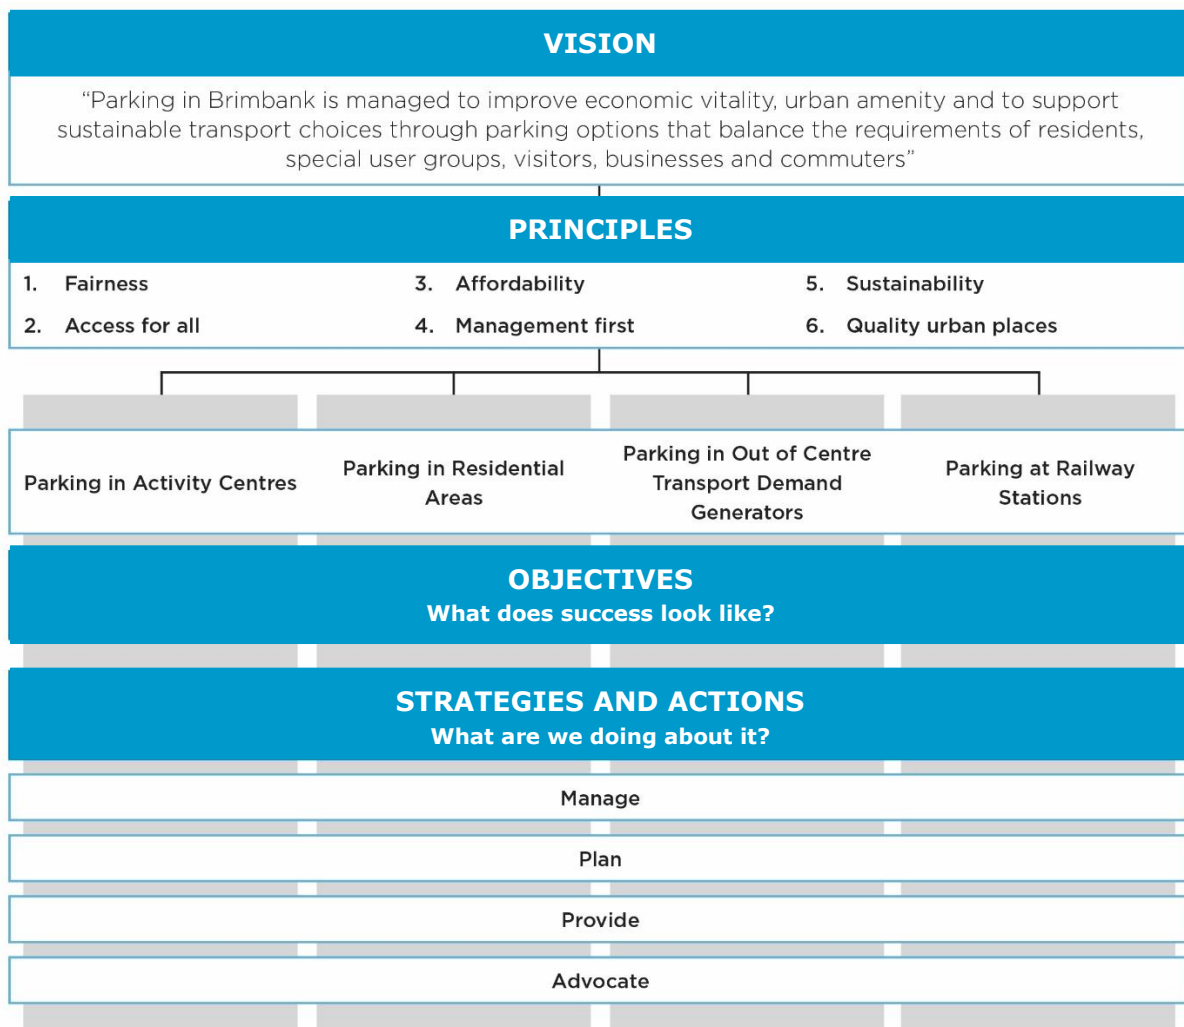 VISION
“Parking in Brimbank is managed to improve economic vitality, urban amenity and to support
sustainable transport choices through parking options that balance the requirements of residents,
special user groups, visitors, businesses and commuters”
PRINCIPLES
1. Fairness
2. Access for all
3. Affordability
4. Management first
5. Sustainability
6. Quality urban places
Parking in Activity Centres
Parking in Residential
Areas
Parking in Out of Centre
Transport Demand
Generators
Parking at Railway
Stations
OBJECTIVES
What does success look like?
STRATEGIES AND ACTIONS
What are we doing about it?
Manage
Plan
Provide
Advocate